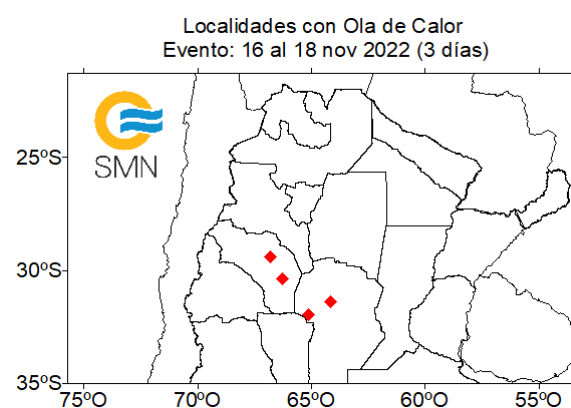 Localidades con Ola de Calor
Evento: 16 al 18 nov 2022 (3 días)
SMN
25ºS
30ºS
35ºS
75ºO
70ºO
65ºO
60ºO
55ºO